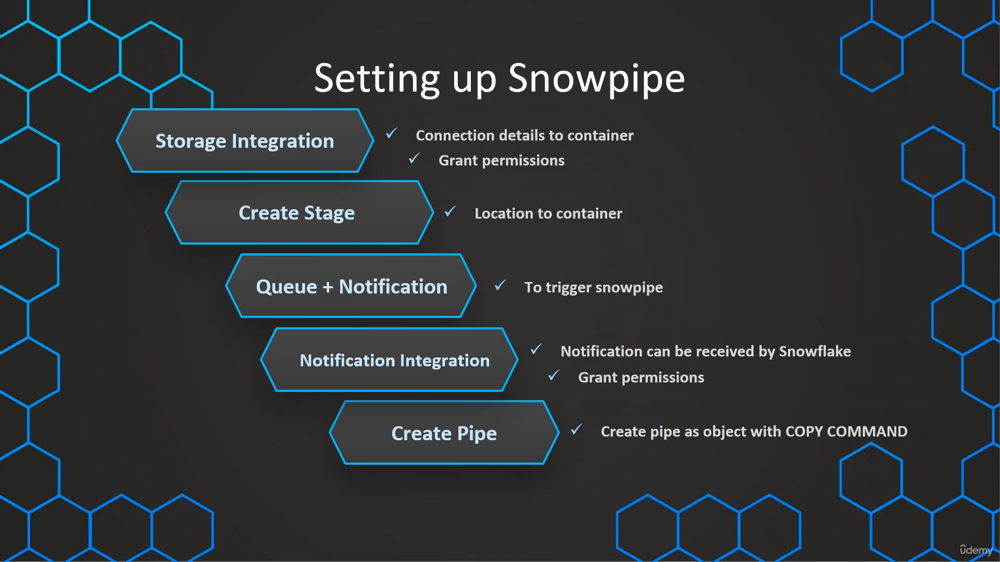 Setting up Snowpipe
Storage Integration
✓ Connection details to container
✓ Grant permissions
Create Stage
✓ Location to container
Queue + Notification
✓ To trigger snowpipe
Notification Integration
✓ Notification can be received by Snowflake
✓ Grant permissions
Create Pipe
✓ Create pipe as object with COPY COMMAND
ûdemy